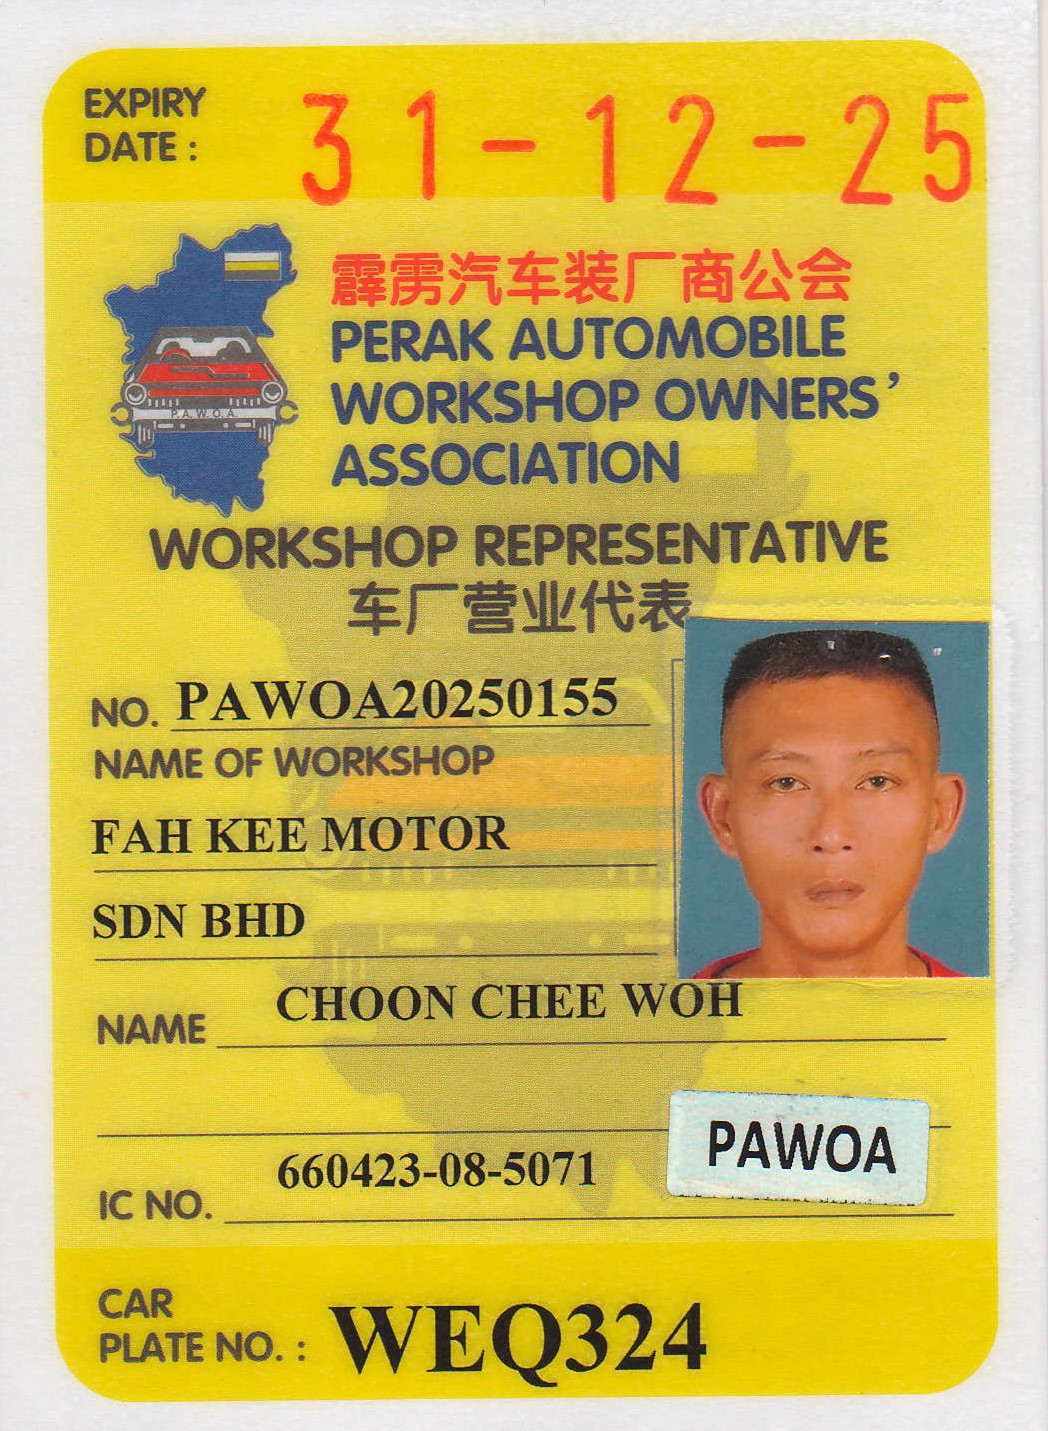 EXPIRY
DATE : 31-12-25
霹雳汽车装厂商公会
PERAK AUTOMOBILE
WORKSHOP OWNERS'
ASSOCIATION
P.A.W.O.A.
WORKSHOP REPRESENTATIVE
车厂营业代表
NO. PAWOA20250155
NAME OF WORKSHOP
FAH KEE MOTOR
SDN BHD
NAME CHOON CHEE WOH
PAWOA
IC NO. 660423-08-5071
CAR
PLATE NO. : WEQ324